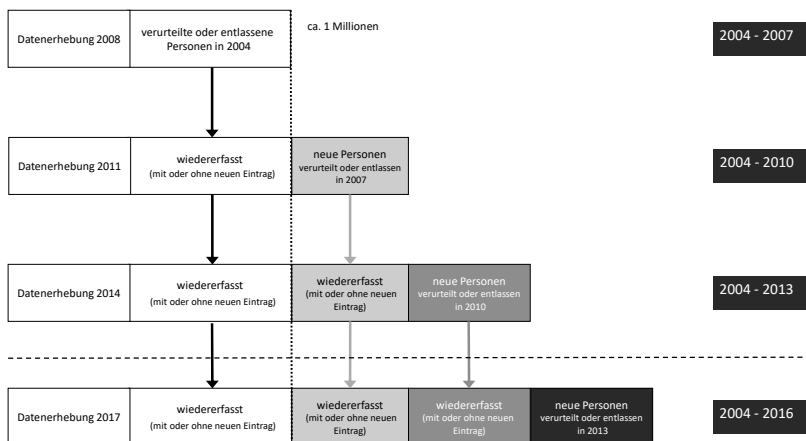 Datenerhebung 2008
verurteilte oder entlassene
Personen in 2004
ca. 1 Millionen
2004 - 2007
Datenerhebung 2011
wiedererfasst
(mit oder ohne neuen Eintrag)
neue Personen
verurteilt oder entlassen
in 2007
2004 - 2010
Datenerhebung 2014
wiedererfasst
(mit oder ohne neuen Eintrag)
wiedererfasst
(mit oder ohne neuen
Eintrag)
neue Personen
verurteilt oder entlassen
in 2010
2004 - 2013
Datenerhebung 2017
wiedererfasst
(mit oder ohne neuen Eintrag)
wiedererfasst
(mit oder ohne neuen
Eintrag)
wiedererfasst
(mit oder ohne neuen
Eintrag)
neue Personen
verurteilt oder entlassen
in 2013
2004 - 2016